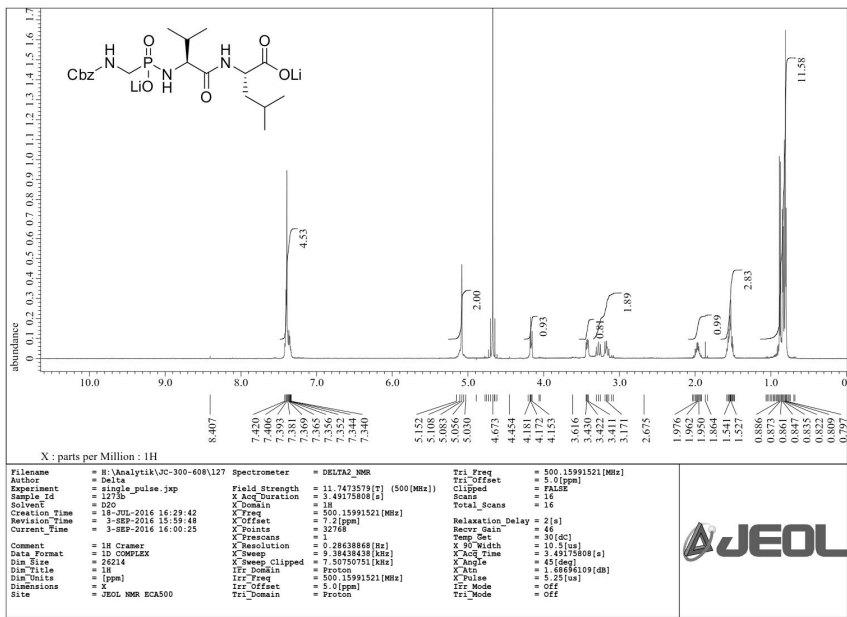 1.7
1.6
1.5
1.4
1.3
1.2
1.1
1.0
0.9
0.8
0.7
0.6
0.5
0.4
0.3
0.2
0.1
0
abundance
O
HN
P
O
H
N
O
Cbz
LiO
N
H
OLi
O
4.53
2.00
0.93
0.81
1.89
0.99
2.83
11.58
10.0 9.0 8.0 7.0 6.0 5.0 4.0 3.0 2.0 1.0 0
8.407
7.420
7.406
7.393
7.381
7.369
7.365
7.356
7.352
7.344
7.340
5.152
5.108
5.083
5.056
5.030
4.673
4.454
4.181
4.172
4.153
3.616
3.430
3.422
3.411
3.171
2.675
1.976
1.962
1.950
1.864
1.541
1.527
0.886
0.873
0.861
0.847
0.835
0.822
0.809
0.797
X : parts per Million : 1H
Filename = H:\Analytik\JC-300-608\127
Author = Delta
Experiment = single_pulse.jxp
Sample_Id = 1273b
Solvent = D2O
Creation_Time = 18-JUL-2016 16:29:42
Revision_Time = 3-SEP-2016 15:59:48
Current_Time = 3-SEP-2016 16:00:25
Comment = 1H Cramer
Data_Format = 1D COMPLEX
Dim_Size = 26214
Dim_Title = 1H
Dim_Units = [ppm]
Dimensions = X
Site = JEOL NMR ECA500
Spectrometer = DELTA2_NMR
Field_Strength = 11.7473579[T] (500[MHz])
X_Acq_Duration = 3.49175808[s]
X_Domain = 1H
X_Freq = 500.15991521[MHz]
X_Offset = 7.2[ppm]
X_Points = 32768
X_Prescans = 1
X_Resolution = 0.28638868[Hz]
X_Sweep = 9.38438438[kHz]
X_Sweep_Clipped = 7.50750751[kHz]
Irr_Domain = Proton
Irr_Freq = 500.15991521[MHz]
Irr_Offset = 5.0[ppm]
Tri_Domain = Proton
Tri_Freq = 500.15991521[MHz]
Tri_Offset = 5.0[ppm]
Clipped = FALSE
Scans = 16
Total_Scans = 16
Relaxation_Delay = 2[s]
Recvr_Gain = 46
Temp_Get = 30[dC]
X_90_Width = 10.5[us]
X_Acq_Time = 3.49175808[s]
X_Angle = 45[deg]
X_Atn = 1.68696109[dB]
X_Pulse = 5.25[us]
Irr_Mode = Off
Tri_Mode = Off
JEOL